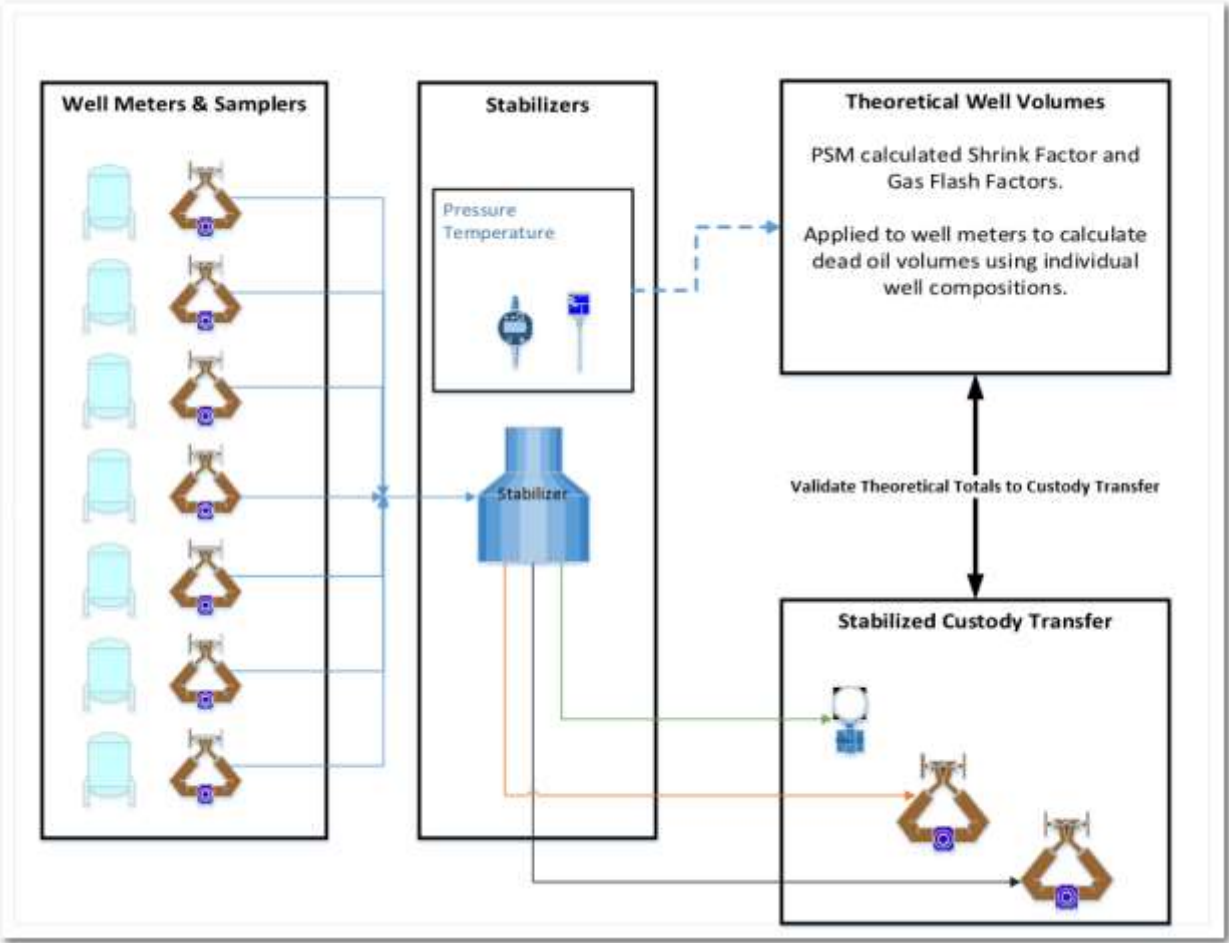 Well Meters & Samplers
Stabilizers
Pressure
Temperature
Stabilizer
Theoretical Well Volumes
PSM calculated Shrink Factor and
Gas Flash Factors.
Applied to well meters to calculate
dead oil volumes using individual
well compositions.
Validate Theoretical Totals to Custody Transfer
Stabilized Custody Transfer